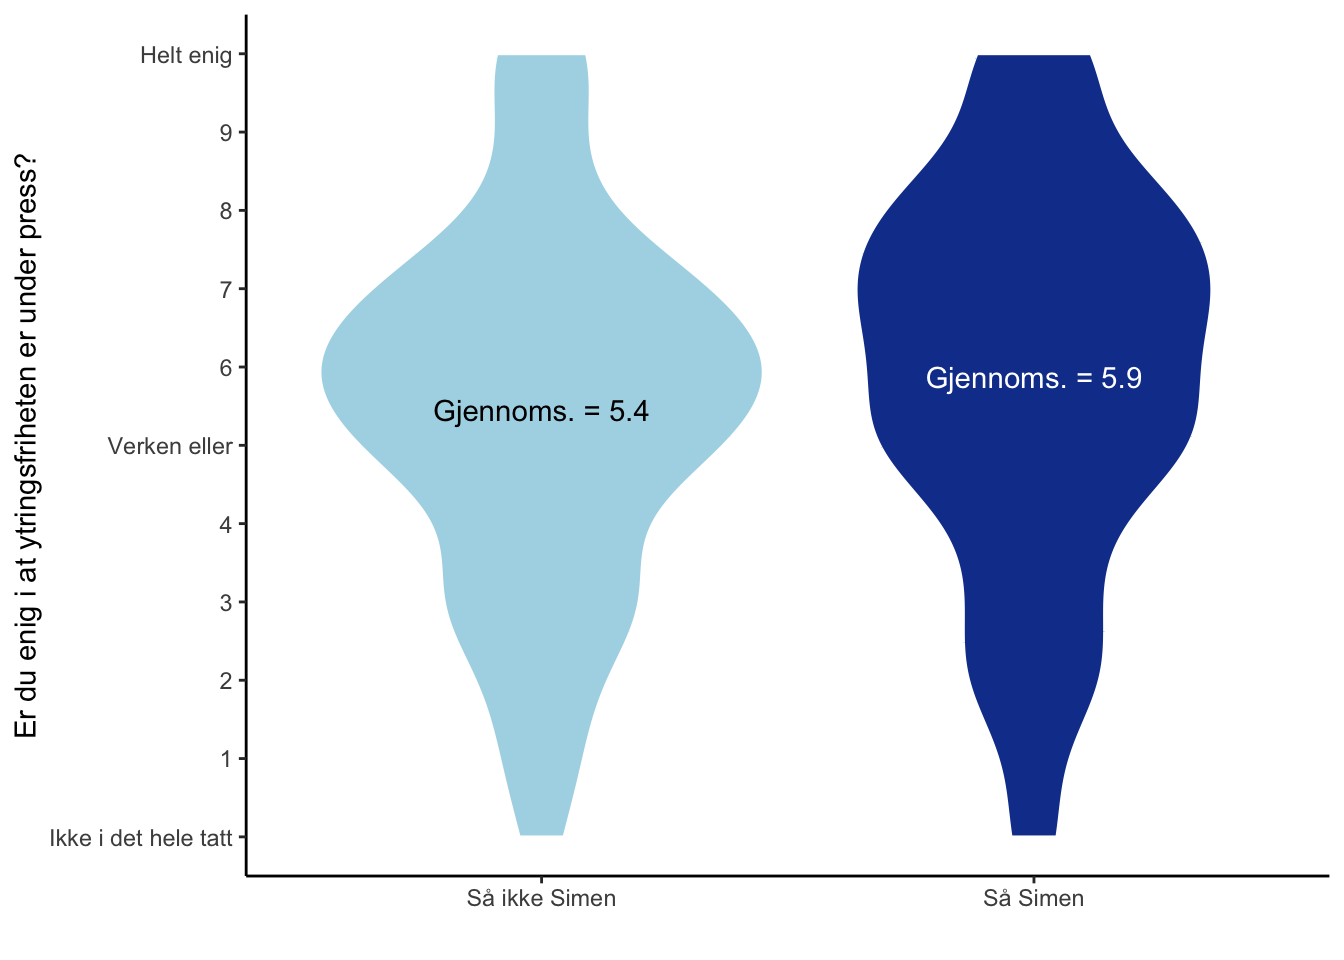 Er du enig i at ytringsfriheten er under press?
Helt enig
9
8
7
6
Verken eller
4
3
2
1
Ikke i det hele tatt
Gjennoms. = 5.4
Gjennoms. = 5.9
Så ikke Simen
Så Simen